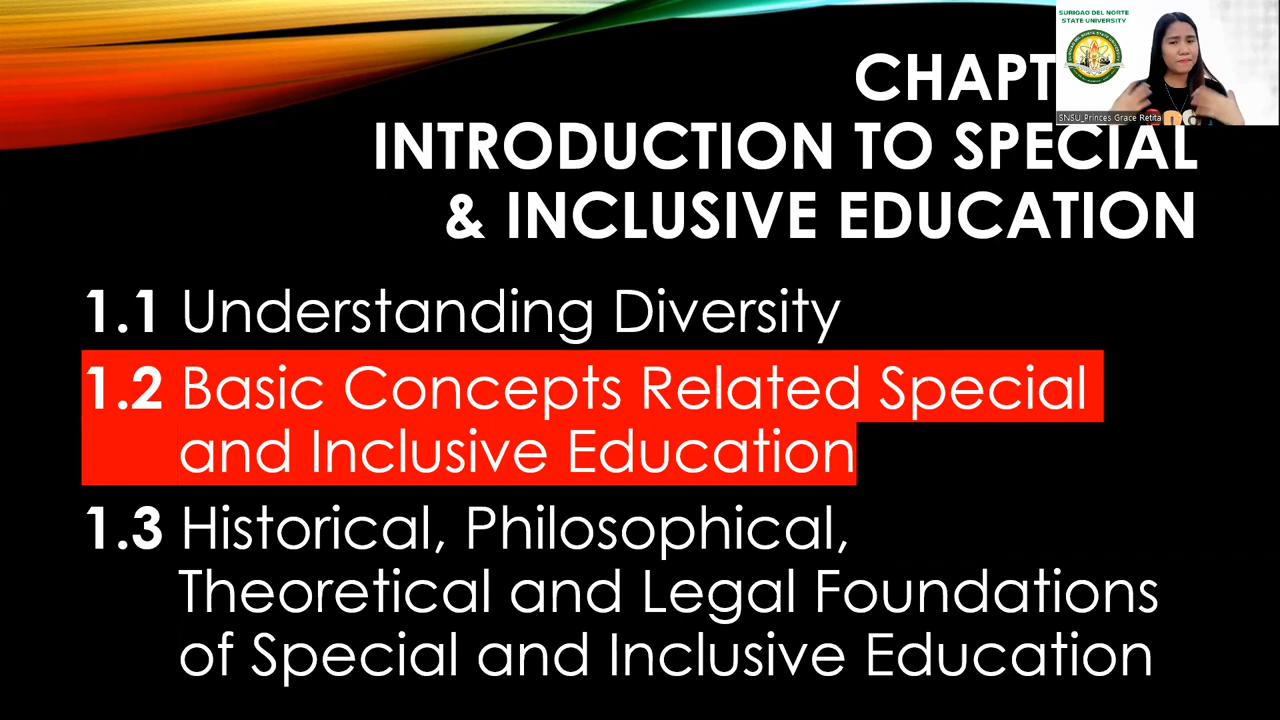 SURIGAO DEL NORTE
STATE UNIVERSITY
SNSU_Princes Grace Retita
INTRODUCTION TO SPECIAL
& INCLUSIVE EDUCATION
1.1 Understanding Diversity
1.2 Basic Concepts Related Special
and Inclusive Education
1.3 Historical, Philosophical,
Theoretical and Legal Foundations
of Special and Inclusive Education